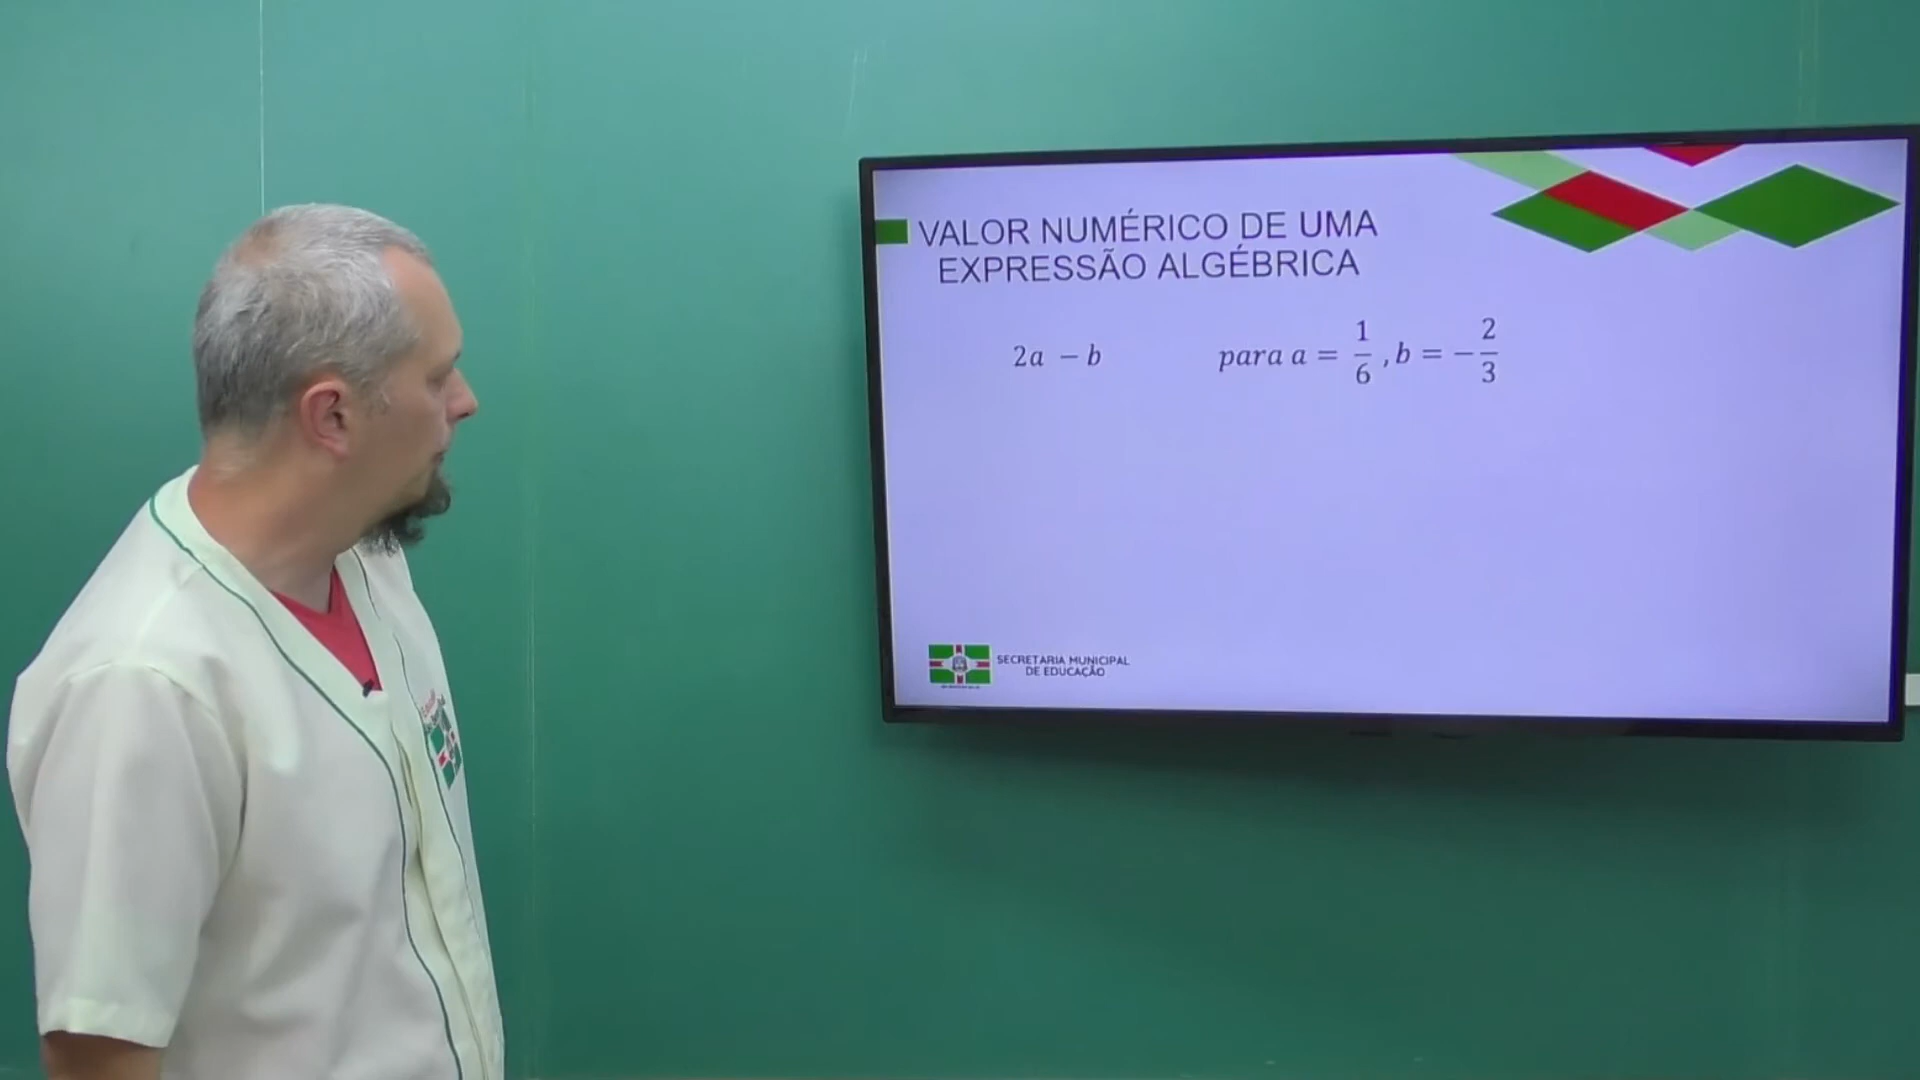 VALOR NUMÉRICO DE UMA
EXPRESSÃO ALGÉBRICA
2a − b para a = 1/6 , b = −2/3
SECRETARIA MUNICIPAL
DE EDUCAÇÃO